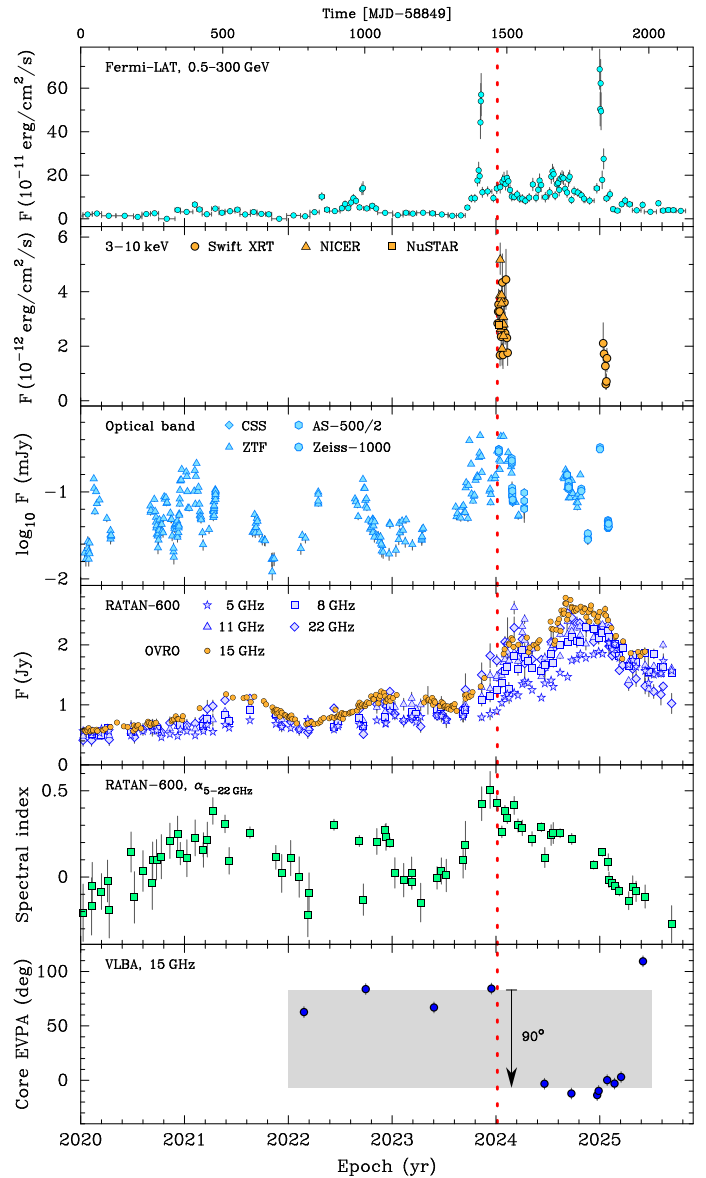 Time [MJD−58849]
0 500 1000 1500 2000
Fermi−LAT, 0.5−300 GeV
F (10⁻¹¹ erg/cm²/s)
60
40
20
0
3−10 keV Swift XRT NICER NuSTAR
F (10⁻¹² erg/cm²/s)
6
4
2
0
Optical band CSS AS−500/2
ZTF Zeiss−1000
log₁₀ F (mJy)
−1
−2
RATAN−600 5 GHz 8 GHz
11 GHz 22 GHz
OVRO 15 GHz
F (Jy)
2
1
0
RATAN−600, α₅₋₂₂ GHz
Spectral index
0.5
0
VLBA, 15 GHz
Core EVPA (deg)
100
50
0
90°
2020 2021 2022 2023 2024 2025
Epoch (yr)